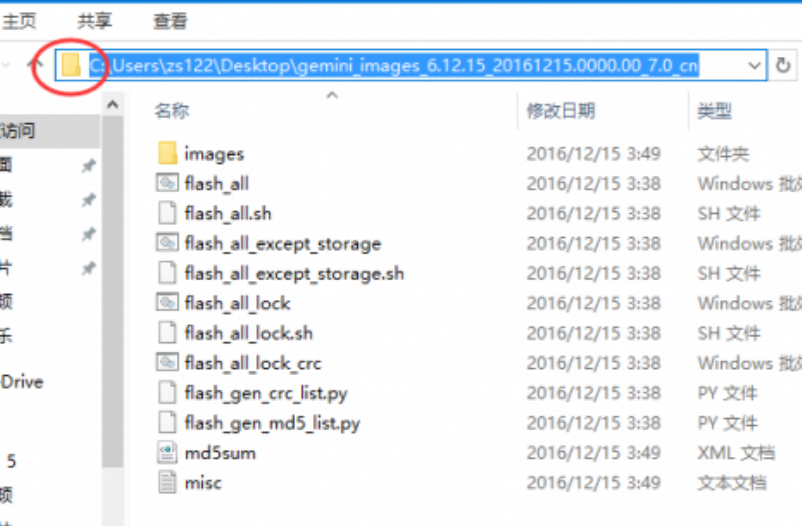 主页 共享 查看
C:\Users\zs122\Desktop\gemini_images_6.12.15_20161215.0000.00_7.0_cn
名称 修改日期 类型
访问
images 2016/12/15 3:49 文件夹
面
flash_all 2016/12/15 3:38 Windows 批
载
flash_all.sh 2016/12/15 3:38 SH 文件
档
flash_all_except_storage 2016/12/15 3:38 Windows 批
片
flash_all_except_storage.sh 2016/12/15 3:38 SH 文件
频
flash_all_lock 2016/12/15 3:38 Windows 批
乐
flash_all_lock.sh 2016/12/15 3:38 SH 文件
flash_all_lock_crc 2016/12/15 3:38 Windows 批
Drive
flash_gen_crc_list.py 2016/12/15 3:38 PY 文件
flash_gen_md5_list.py 2016/12/15 3:38 PY 文件
md5sum 2016/12/15 3:49 XML 文档
5
misc 2016/12/15 3:49 文本文档
频